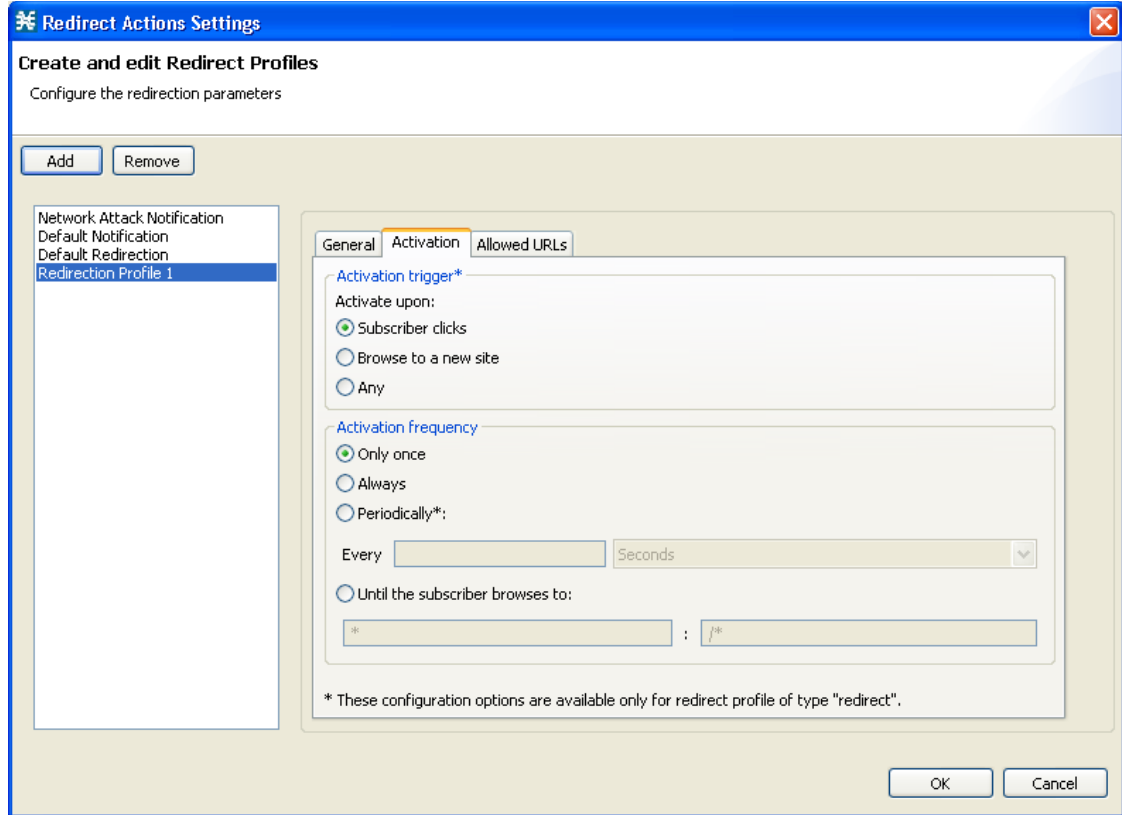 Redirect Actions Settings
Create and edit Redirect Profiles
Configure the redirection parameters
Add Remove
Network Attack Notification
Default Notification
Default Redirection
Redirection Profile 1
General Activation Allowed URLs
Activation trigger*
Activate upon:
Subscriber clicks
Browse to a new site
Any
Activation frequency
Only once
Always
Periodically*:
Every Seconds
Until the subscriber browses to:
* : /*
* These configuration options are available only for redirect profile of type "redirect".
OK Cancel